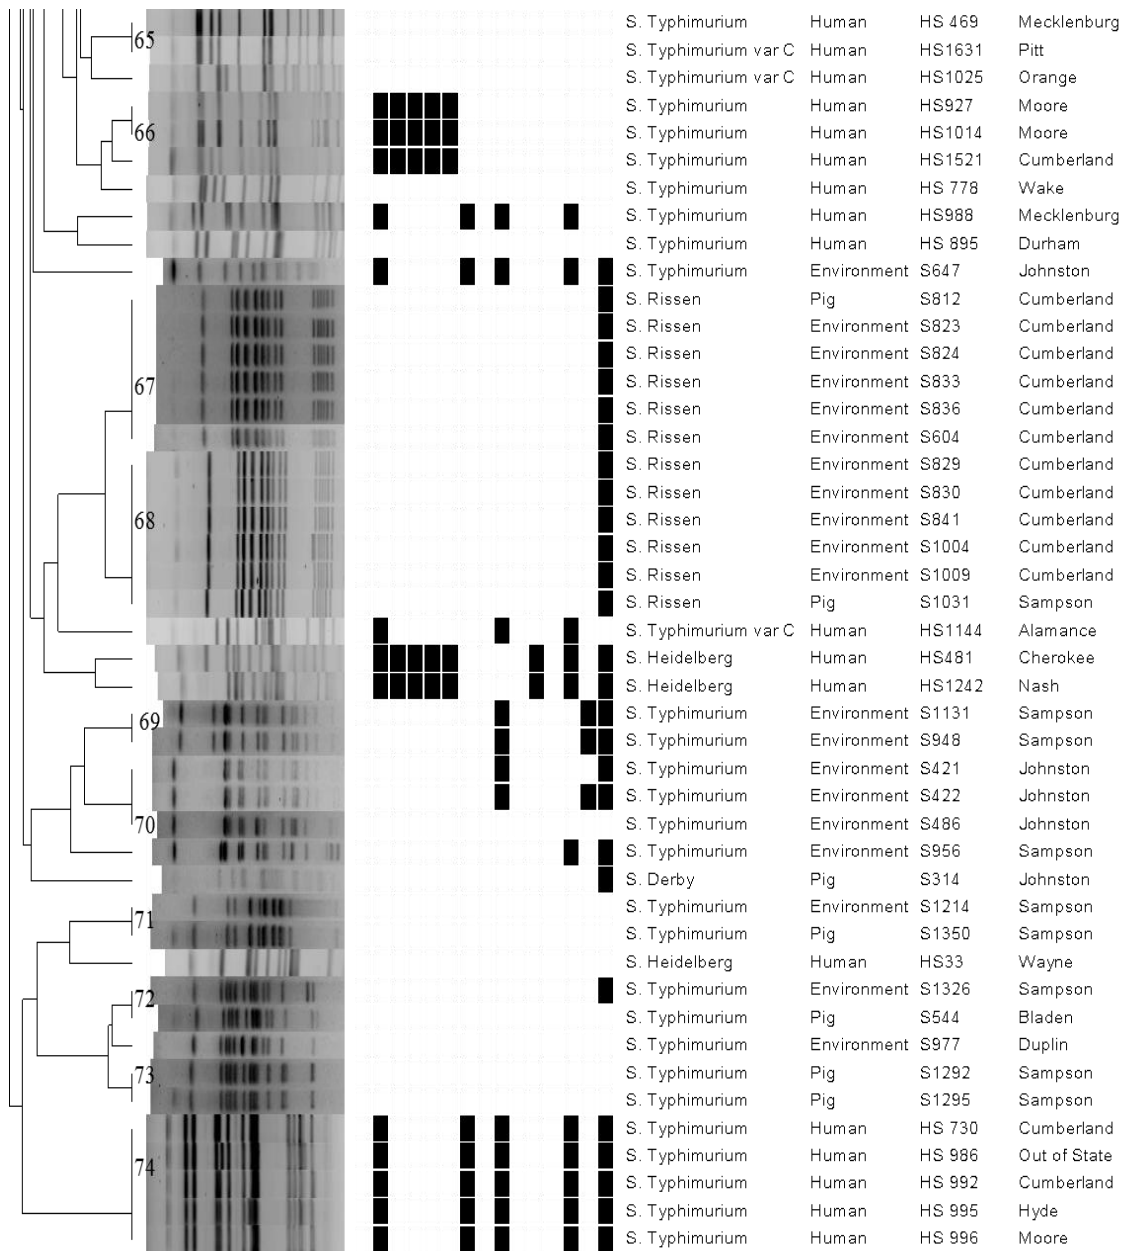 65
S. Typhimurium Human HS 469 Mecklenburg
S. Typhimurium var C Human HS1631 Pitt
S. Typhimurium var C Human HS1025 Orange
S. Typhimurium Human HS927 Moore
66 S. Typhimurium Human HS1014 Moore
S. Typhimurium Human HS1521 Cumberland
S. Typhimurium Human HS 778 Wake
S. Typhimurium Human HS988 Mecklenburg
S. Typhimurium Human HS 895 Durham
S. Typhimurium Environment S647 Johnston
S. Rissen Pig S812 Cumberland
S. Rissen Environment S823 Cumberland
S. Rissen Environment S824 Cumberland
67 S. Rissen Environment S833 Cumberland
S. Rissen Environment S836 Cumberland
S. Rissen Environment S604 Cumberland
S. Rissen Environment S829 Cumberland
S. Rissen Environment S830 Cumberland
68 S. Rissen Environment S841 Cumberland
S. Rissen Environment S1004 Cumberland
S. Rissen Environment S1009 Cumberland
S. Rissen Pig S1031 Sampson
S. Typhimurium var C Human HS1144 Alamance
S. Heidelberg Human HS481 Cherokee
S. Heidelberg Human HS1242 Nash
69 S. Typhimurium Environment S1131 Sampson
S. Typhimurium Environment S948 Sampson
S. Typhimurium Environment S421 Johnston
S. Typhimurium Environment S422 Johnston
70 S. Typhimurium Environment S486 Johnston
S. Typhimurium Environment S956 Sampson
S. Derby Pig S314 Johnston
71 S. Typhimurium Environment S1214 Sampson
S. Typhimurium Pig S1350 Sampson
S. Heidelberg Human HS33 Wayne
72 S. Typhimurium Environment S1326 Sampson
S. Typhimurium Pig S544 Bladen
S. Typhimurium Environment S977 Duplin
73 S. Typhimurium Pig S1292 Sampson
S. Typhimurium Pig S1295 Sampson
S. Typhimurium Human HS 730 Cumberland
74 S. Typhimurium Human HS 986 Out of State
S. Typhimurium Human HS 992 Cumberland
S. Typhimurium Human HS 995 Hyde
S. Typhimurium Human HS 996 Moore